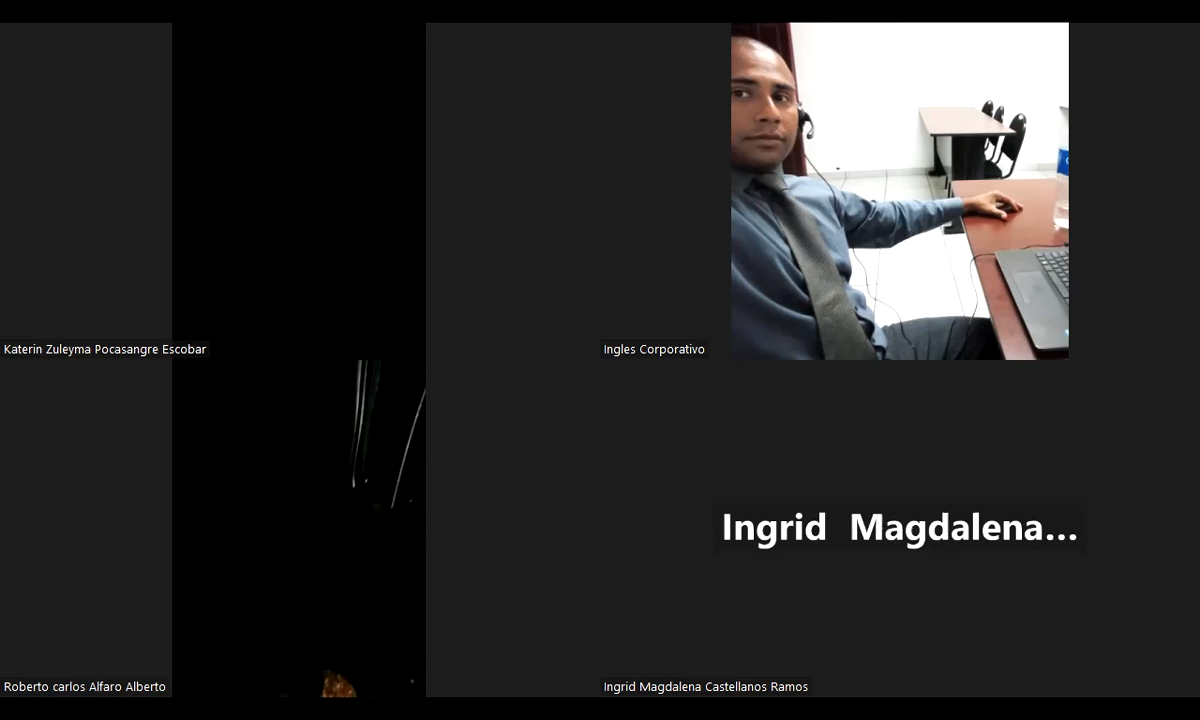 Katerin Zuleyma Pocasangre Escobar
Ingles Corporativo
Ingrid Magdalena...
Roberto carlos Alfaro Alberto
Ingrid Magdalena Castellanos Ramos